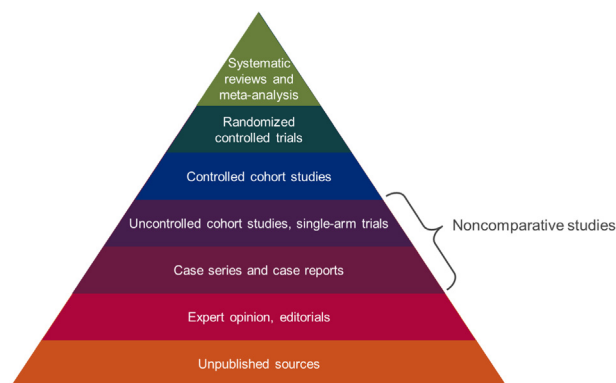 Systematic
reviews and
meta-analysis
Randomized
controlled trials
Controlled cohort studies
Uncontrolled cohort studies, single-arm trials
Noncomparative studies
Case series and case reports
Expert opinion, editorials
Unpublished sources